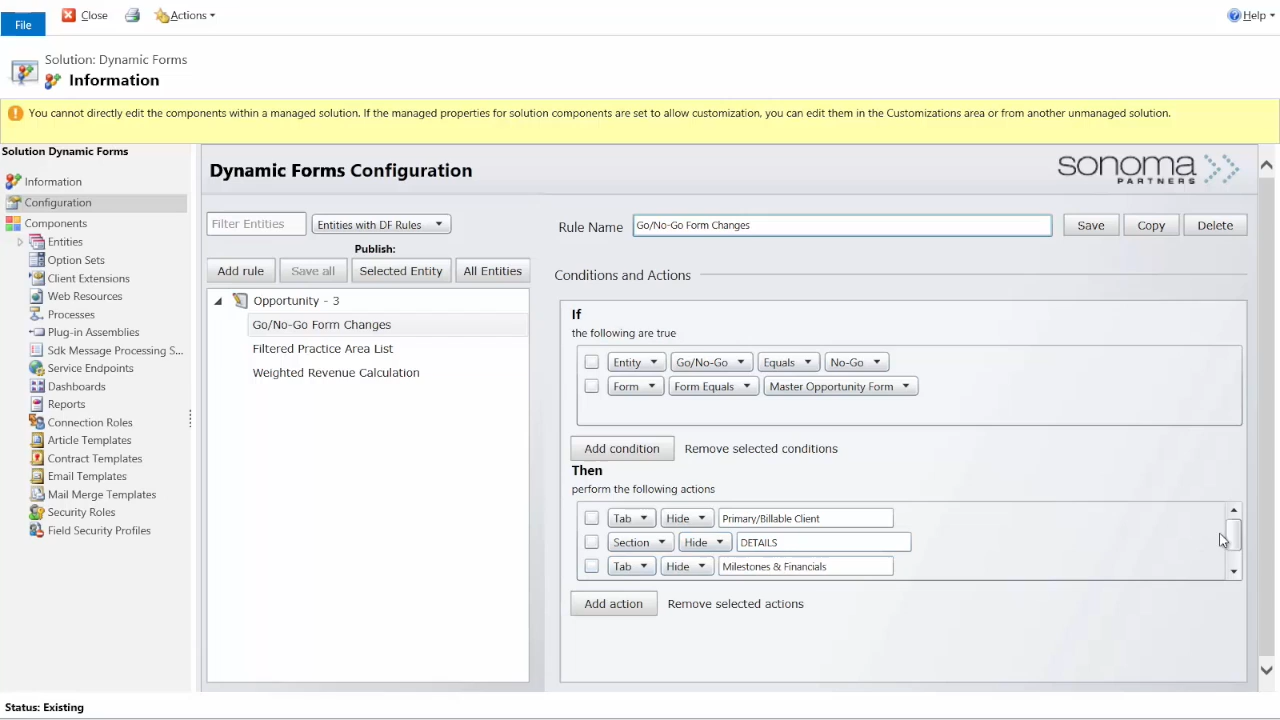 File
Close
Actions
Help
Solution: Dynamic Forms
Information
You cannot directly edit the components within a managed solution. If the managed properties for solution components are set to allow customization, you can edit them in the Customizations area or from another unmanaged solution.
Solution Dynamic Forms
Information
Configuration
Components
Entities
Option Sets
Client Extensions
Web Resources
Processes
Plug-in Assemblies
Sdk Message Processing S...
Service Endpoints
Dashboards
Reports
Connection Roles
Article Templates
Contract Templates
Email Templates
Mail Merge Templates
Security Roles
Field Security Profiles
Dynamic Forms Configuration
sonoma
PARTNERS
Filter Entities
Entities with DF Rules
Publish:
Add rule
Save all
Selected Entity
All Entities
Opportunity - 3
Go/No-Go Form Changes
Filtered Practice Area List
Weighted Revenue Calculation
Rule Name
Go/No-Go Form Changes
Save
Copy
Delete
Conditions and Actions
If
the following are true
Entity Go/No-Go Equals No-Go
Form Form Equals Master Opportunity Form
Add condition
Remove selected conditions
Then
perform the following actions
Tab Hide Primary/Billable Client
Section Hide DETAILS
Tab Hide Milestones & Financials
Add action
Remove selected actions
Status: Existing